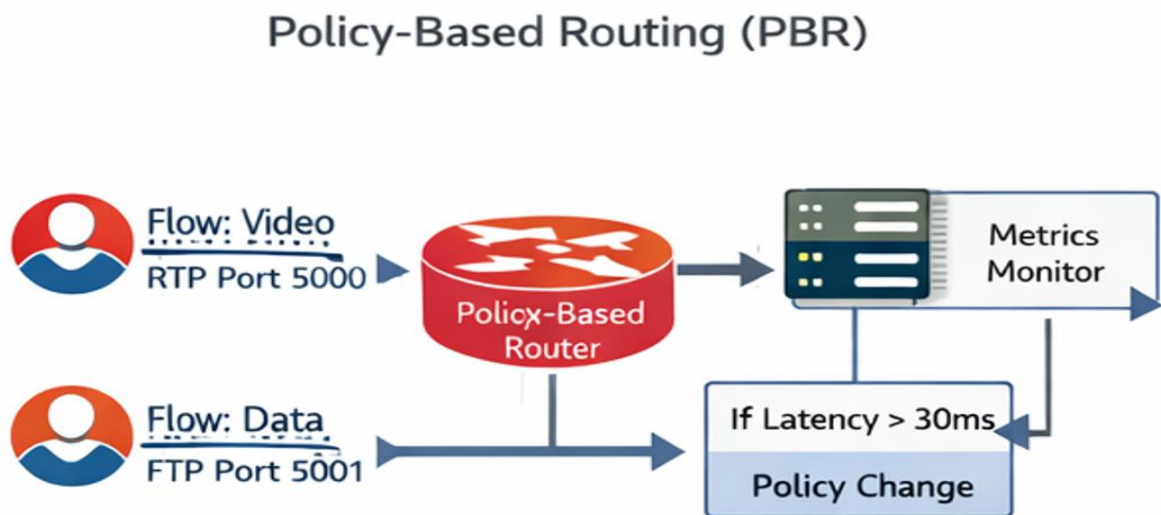 Policy-Based Routing (PBR)
Flow: Video
RTP Port 5000
Policx-Based
Router
Metrics
Monitor
Flow: Data
FTP Port 5001
If Latency > 30ms
Policy Change